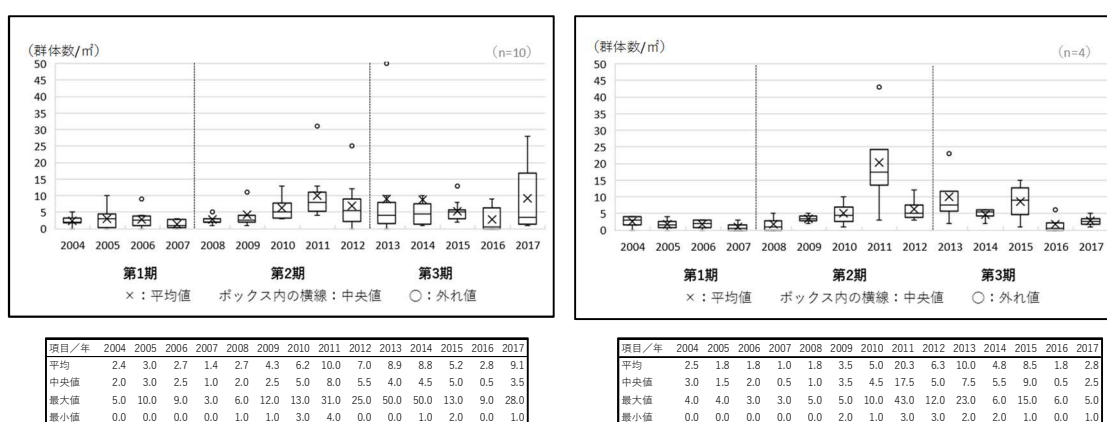 (群体数/㎡)
(n=10)
50
45
40
35
30
25
20
15
10
5
0
2004 2005 2006 2007 2008 2009 2010 2011 2012 2013 2014 2015 2016 2017
第1期 第2期 第3期
×：平均値 ボックス内の横線：中央値 ○：外れ値
項目／年 2004 2005 2006 2007 2008 2009 2010 2011 2012 2013 2014 2015 2016 2017
平均 2.4 3.0 2.7 1.4 2.7 4.3 6.2 10.0 7.0 8.9 8.8 5.2 2.8 9.1
中央値 2.0 3.0 2.5 1.0 2.0 2.5 5.0 8.0 5.5 4.0 4.5 5.0 0.5 3.5
最大値 5.0 10.0 9.0 3.0 6.0 12.0 13.0 31.0 25.0 50.0 50.0 13.0 9.0 28.0
最小値 0.0 0.0 0.0 0.0 1.0 1.0 3.0 4.0 0.0 0.0 1.0 2.0 0.0 1.0
(群体数/㎡)
(n=4)
50
45
40
35
30
25
20
15
10
5
0
2004 2005 2006 2007 2008 2009 2010 2011 2012 2013 2014 2015 2016 2017
第1期 第2期 第3期
×：平均値 ボックス内の横線：中央値 ○：外れ値
項目／年 2004 2005 2006 2007 2008 2009 2010 2011 2012 2013 2014 2015 2016 2017
平均 2.5 1.8 1.8 1.0 1.8 3.5 5.0 20.3 6.3 10.0 4.8 8.5 1.8 2.8
中央値 3.0 1.5 2.0 0.5 1.0 3.5 4.5 17.5 5.0 7.5 5.5 9.0 0.5 2.5
最大値 4.0 4.0 3.0 3.0 5.0 5.0 10.0 43.0 12.0 23.0 6.0 15.0 6.0 5.0
最小値 0.0 0.0 0.0 0.0 0.0 2.0 1.0 3.0 3.0 2.0 2.0 1.0 0.0 1.0